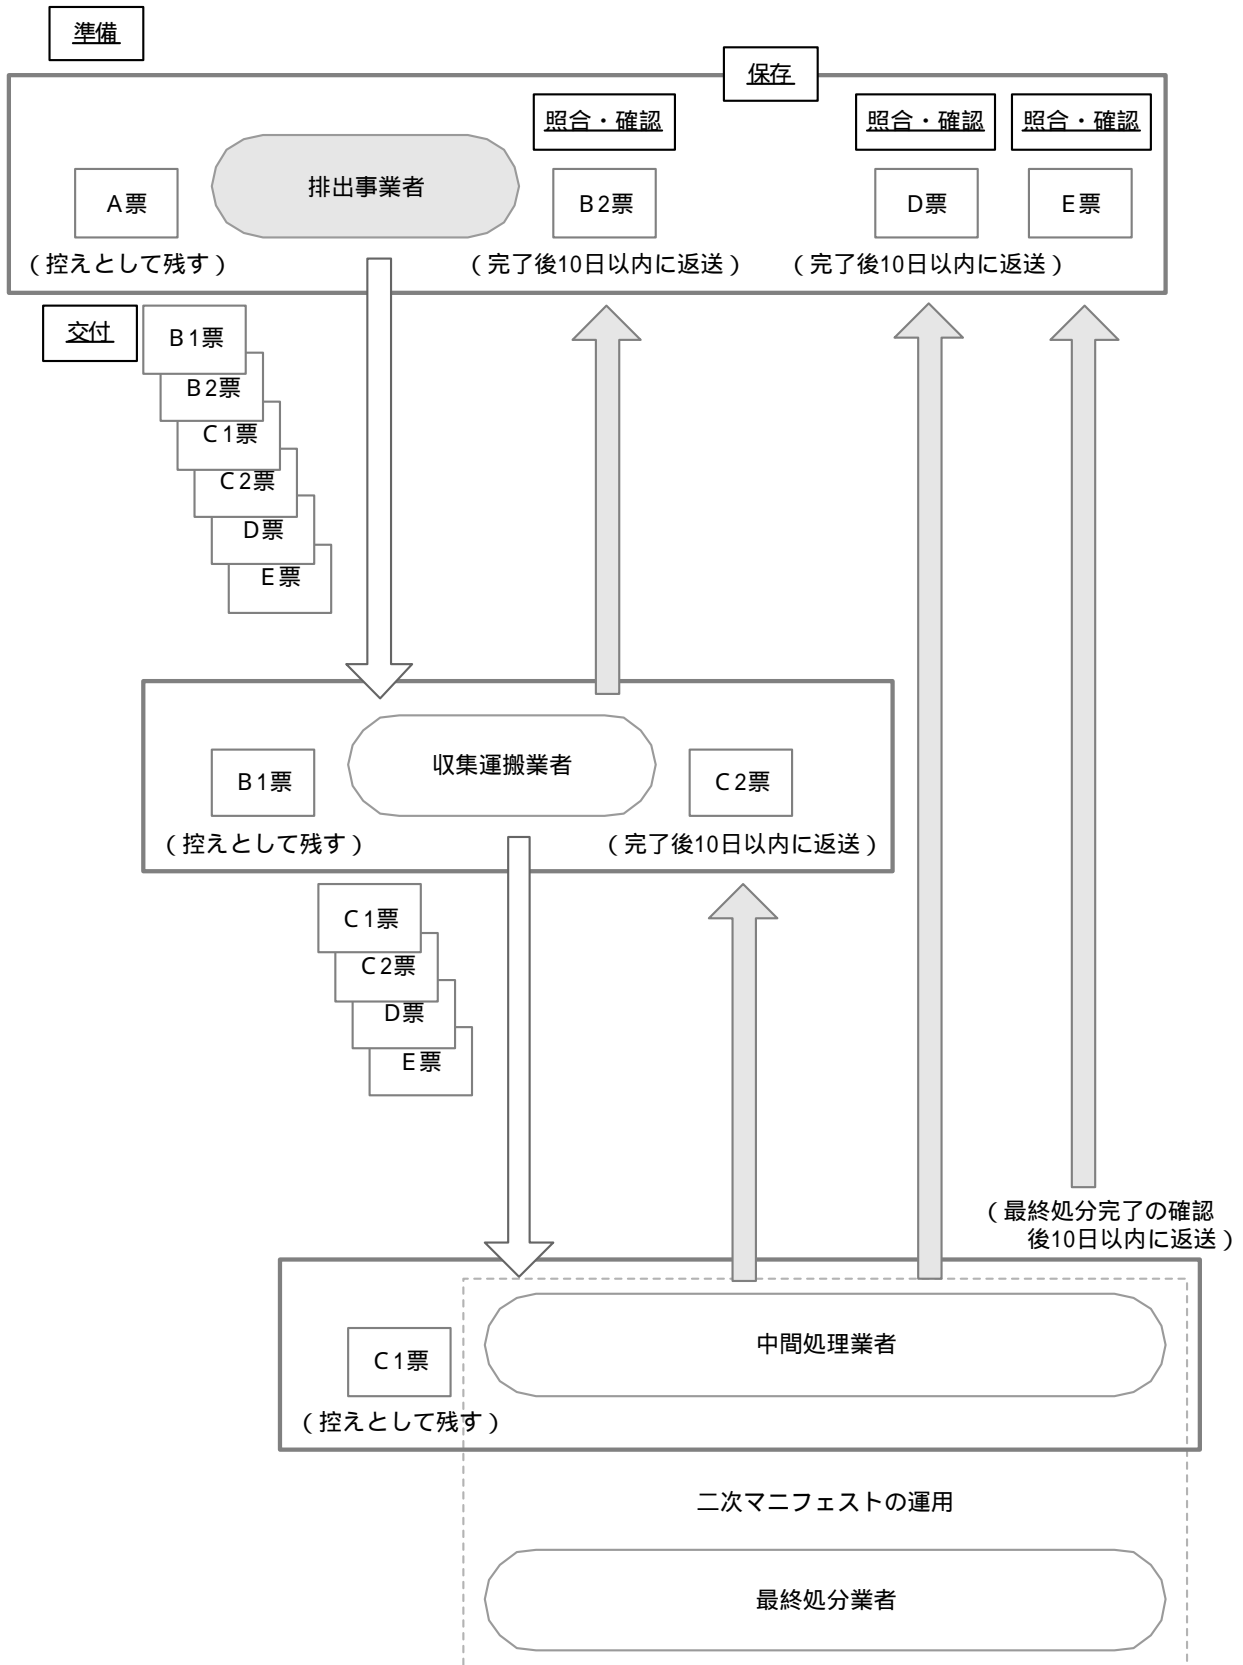 準備
保存
照合・確認
照合・確認
照合・確認
A票
排出事業者
B2票
D票
E票
(控えとして残す)
(完了後10日以内に返送)
(完了後10日以内に返送)
交付
B1票
B2票
C1票
C2票
D票
E票
収集運搬業者
B1票
C2票
(控えとして残す)
(完了後10日以内に返送)
C1票
C2票
D票
E票
(最終処分完了の確認
後10日以内に返送)
中間処理業者
C1票
(控えとして残す)
二次マニフェストの運用
最終処分業者